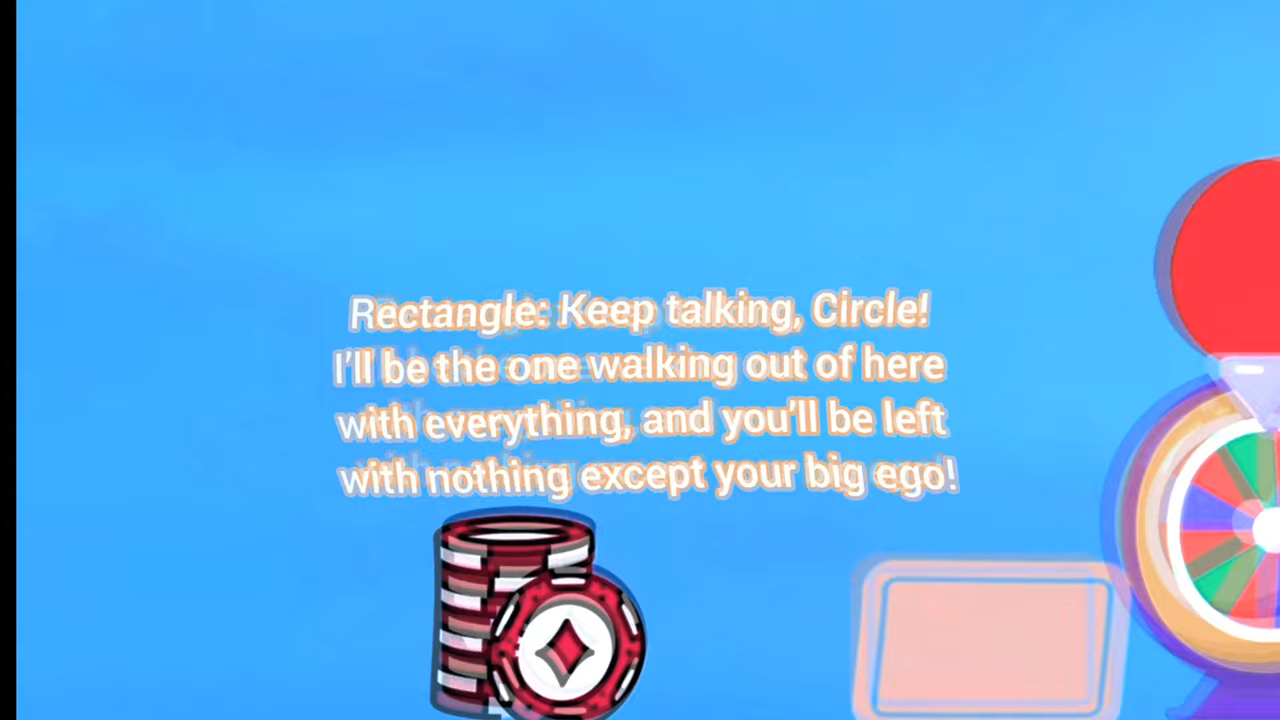 Rectangle: Keep talking, Circle!
I'll be the one walking out of here
with everything, and you'll be left
with nothing except your big ego!